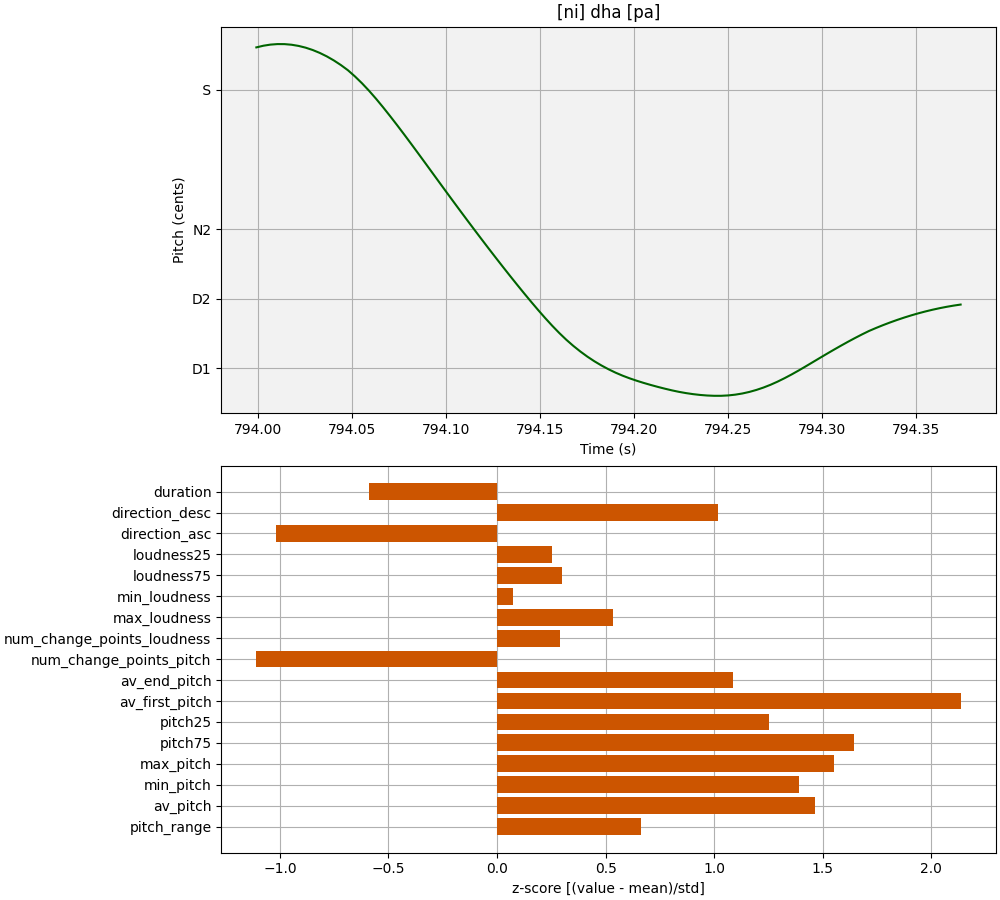 [ni] dha [pa]
S
N2
D2
D1
Pitch (cents)
794.00 794.05 794.10 794.15 794.20 794.25 794.30 794.35
Time (s)
duration
direction_desc
direction_asc
loudness25
loudness75
min_loudness
max_loudness
num_change_points_loudness
num_change_points_pitch
av_end_pitch
av_first_pitch
pitch25
pitch75
max_pitch
min_pitch
av_pitch
pitch_range
−1.0 −0.5 0.0 0.5 1.0 1.5 2.0
z-score [(value - mean)/std]